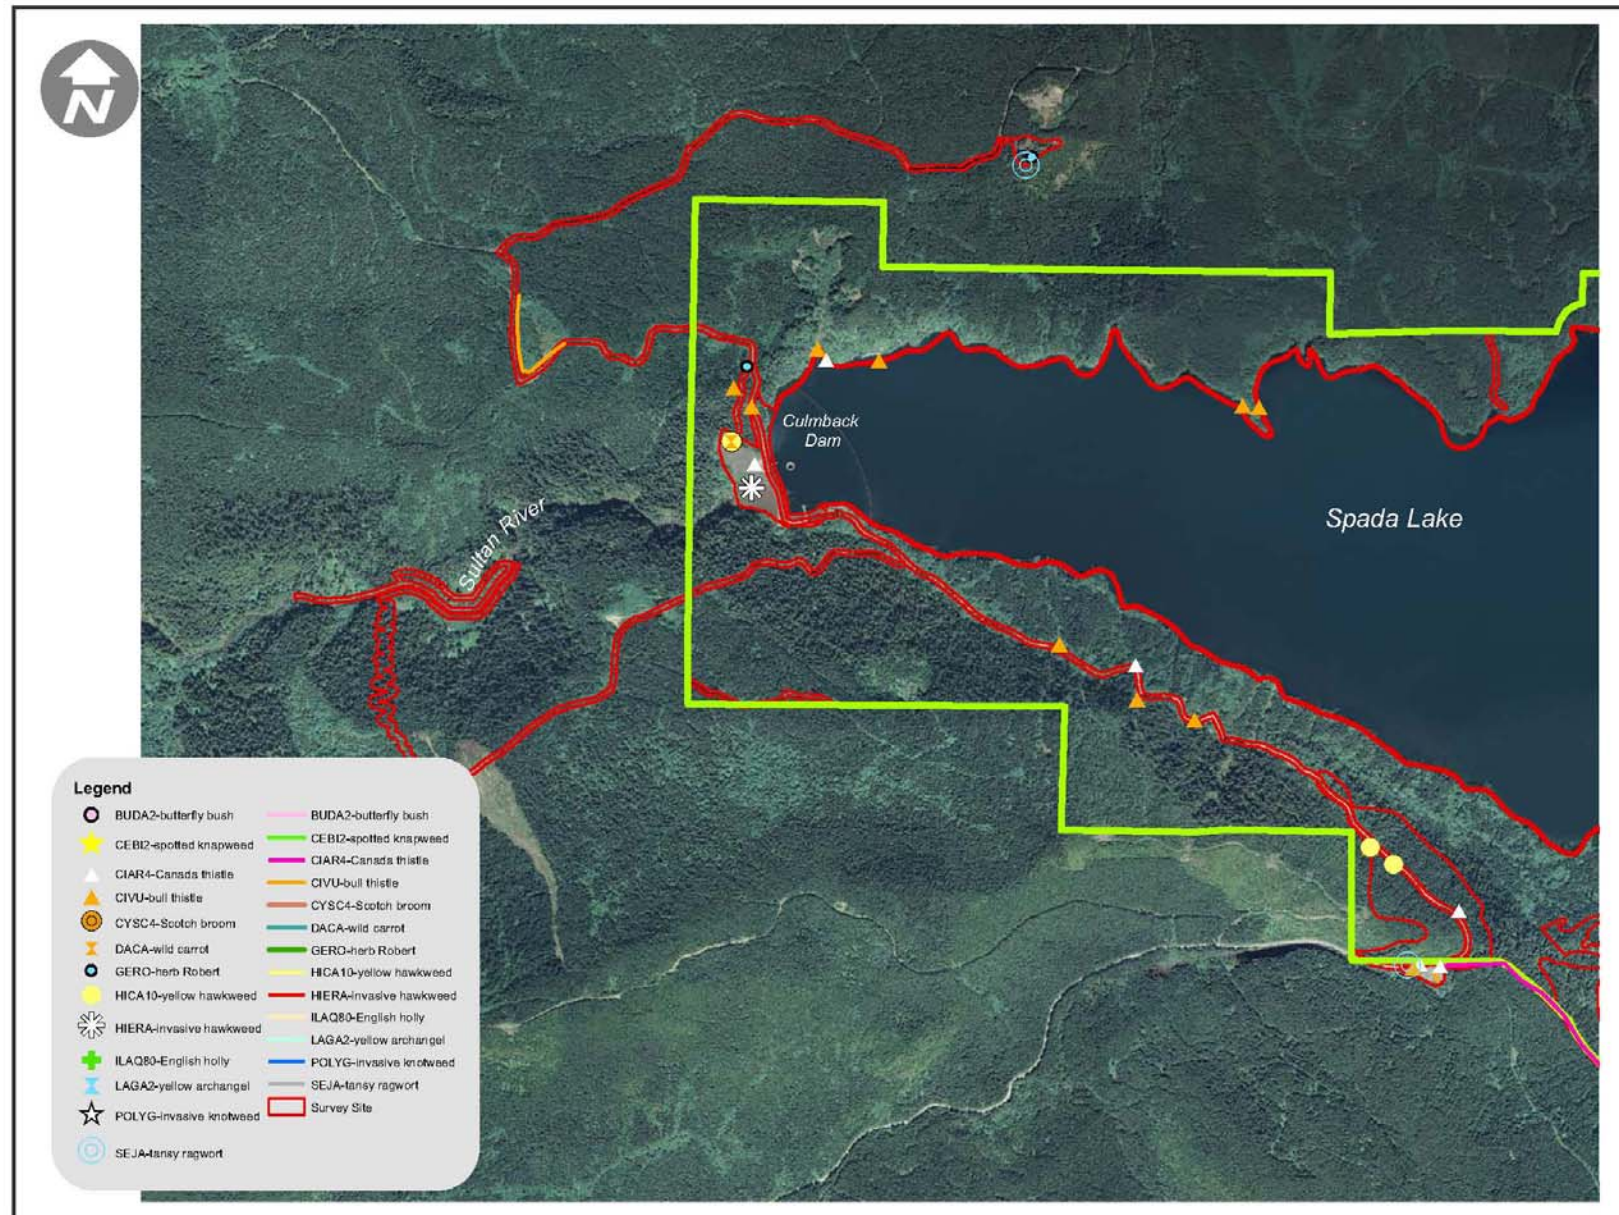 N
Culmback
Dam
Spada Lake
Sultan River
Legend
BUDA2-butterfly bush
CEBI2-spotted knapweed
CIAR4-Canada thistle
CIVU-bull thistle
CYSC4-Scotch broom
DACA-wild carrot
GERO-herb Robert
HICA10-yellow hawkweed
HIERA-invasive hawkweed
ILAQ80-English holly
LAGA2-yellow archangel
POLYG-invasive knotweed
SEJA-tansy ragwort
BUDA2-butterfly bush
CEBI2-spotted knapweed
CIAR4-Canada thistle
CIVU-bull thistle
CYSC4-Scotch broom
DACA-wild carrot
GERO-herb Robert
HICA10-yellow hawkweed
HIERA-invasive hawkweed
ILAQ80-English holly
LAGA2-yellow archangel
POLYG-invasive knotweed
SEJA-tansy ragwort
Survey Site